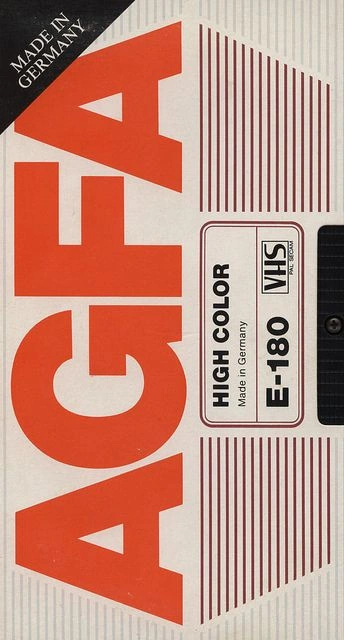 MADE IN
GERMANY
AGFA
HIGH COLOR
Made in Germany
E-180
VHS
PAL SECAM